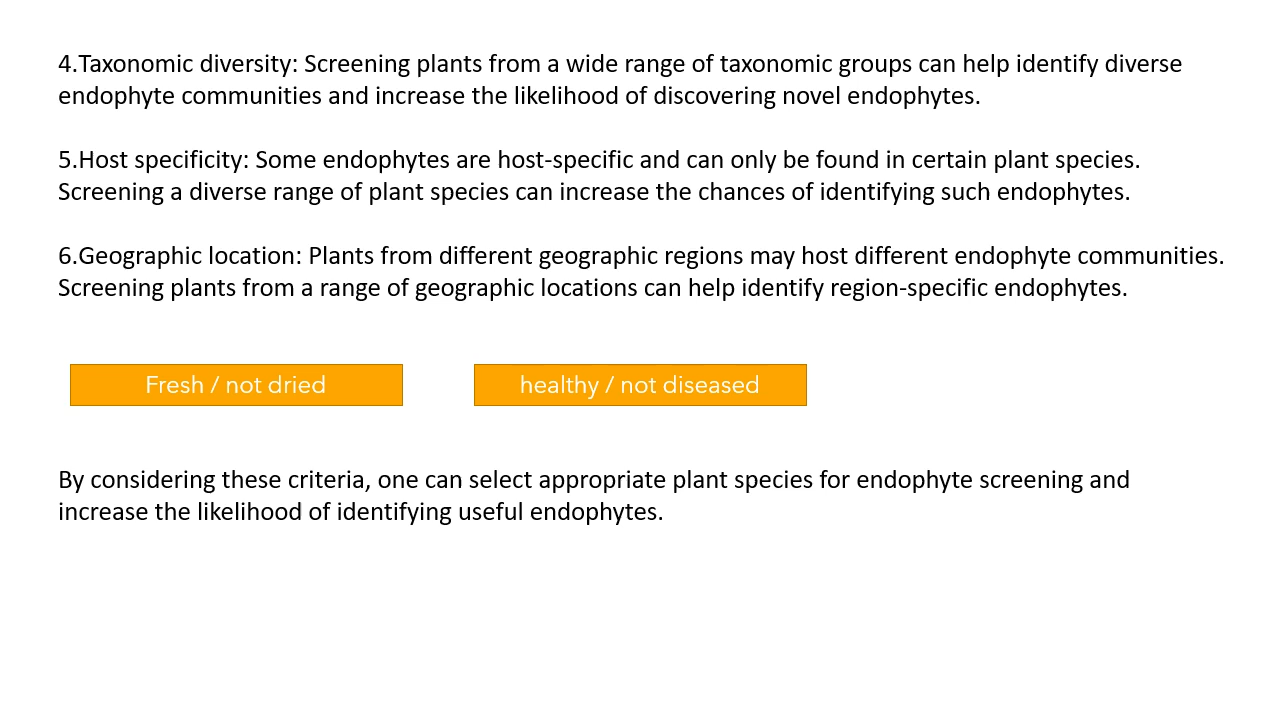 4.Taxonomic diversity: Screening plants from a wide range of taxonomic groups can help identify diverse
endophyte communities and increase the likelihood of discovering novel endophytes.
5.Host specificity: Some endophytes are host-specific and can only be found in certain plant species.
Screening a diverse range of plant species can increase the chances of identifying such endophytes.
6.Geographic location: Plants from different geographic regions may host different endophyte communities.
Screening plants from a range of geographic locations can help identify region-specific endophytes.
Fresh / not dried
healthy / not diseased
By considering these criteria, one can select appropriate plant species for endophyte screening and
increase the likelihood of identifying useful endophytes.